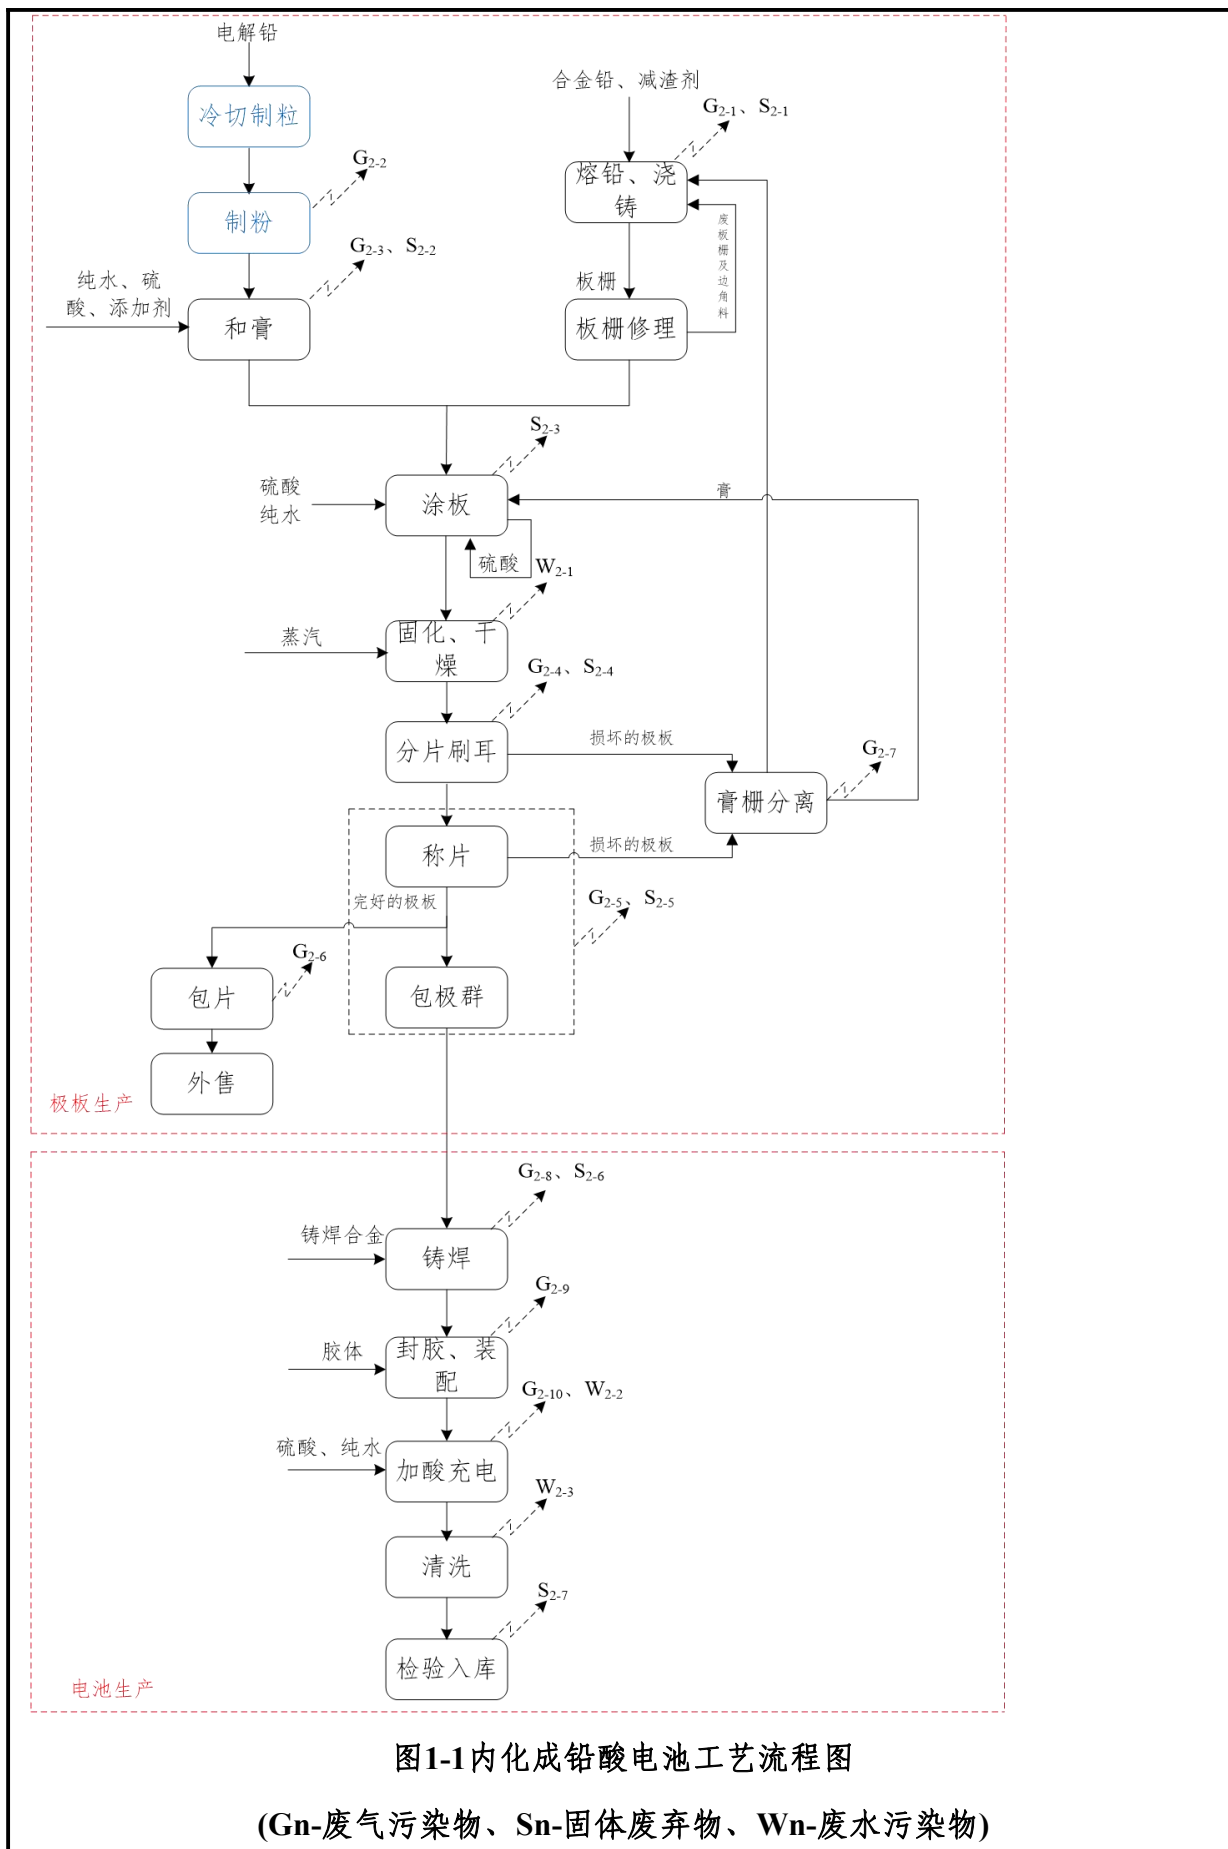 电解铅
冷切制粒
合金铅、减渣剂
G2-1、S2-1
G2-2
熔铅、浇
铸
制粉
废板栅及边角料
G2-3、S2-2
纯水、硫
酸、添加剂
板栅
和膏
板栅修理
S2-3
硫酸
纯水
涂板
膏
硫酸
W2-1
蒸汽
固化、干
燥
G2-4、S2-4
分片刷耳
损坏的极板
G2-7
膏栅分离
称片
损坏的极板
完好的极板
G2-5、S2-5
G2-6
包片
包极群
外售
极板生产
G2-8、S2-6
铸焊合金
铸焊
G2-9
胶体
封胶、装
配
G2-10、W2-2
硫酸、纯水
加酸充电
W2-3
清洗
S2-7
检验入库
电池生产
图1-1内化成铅酸电池工艺流程图
(Gn-废气污染物、Sn-固体废弃物、Wn-废水污染物)